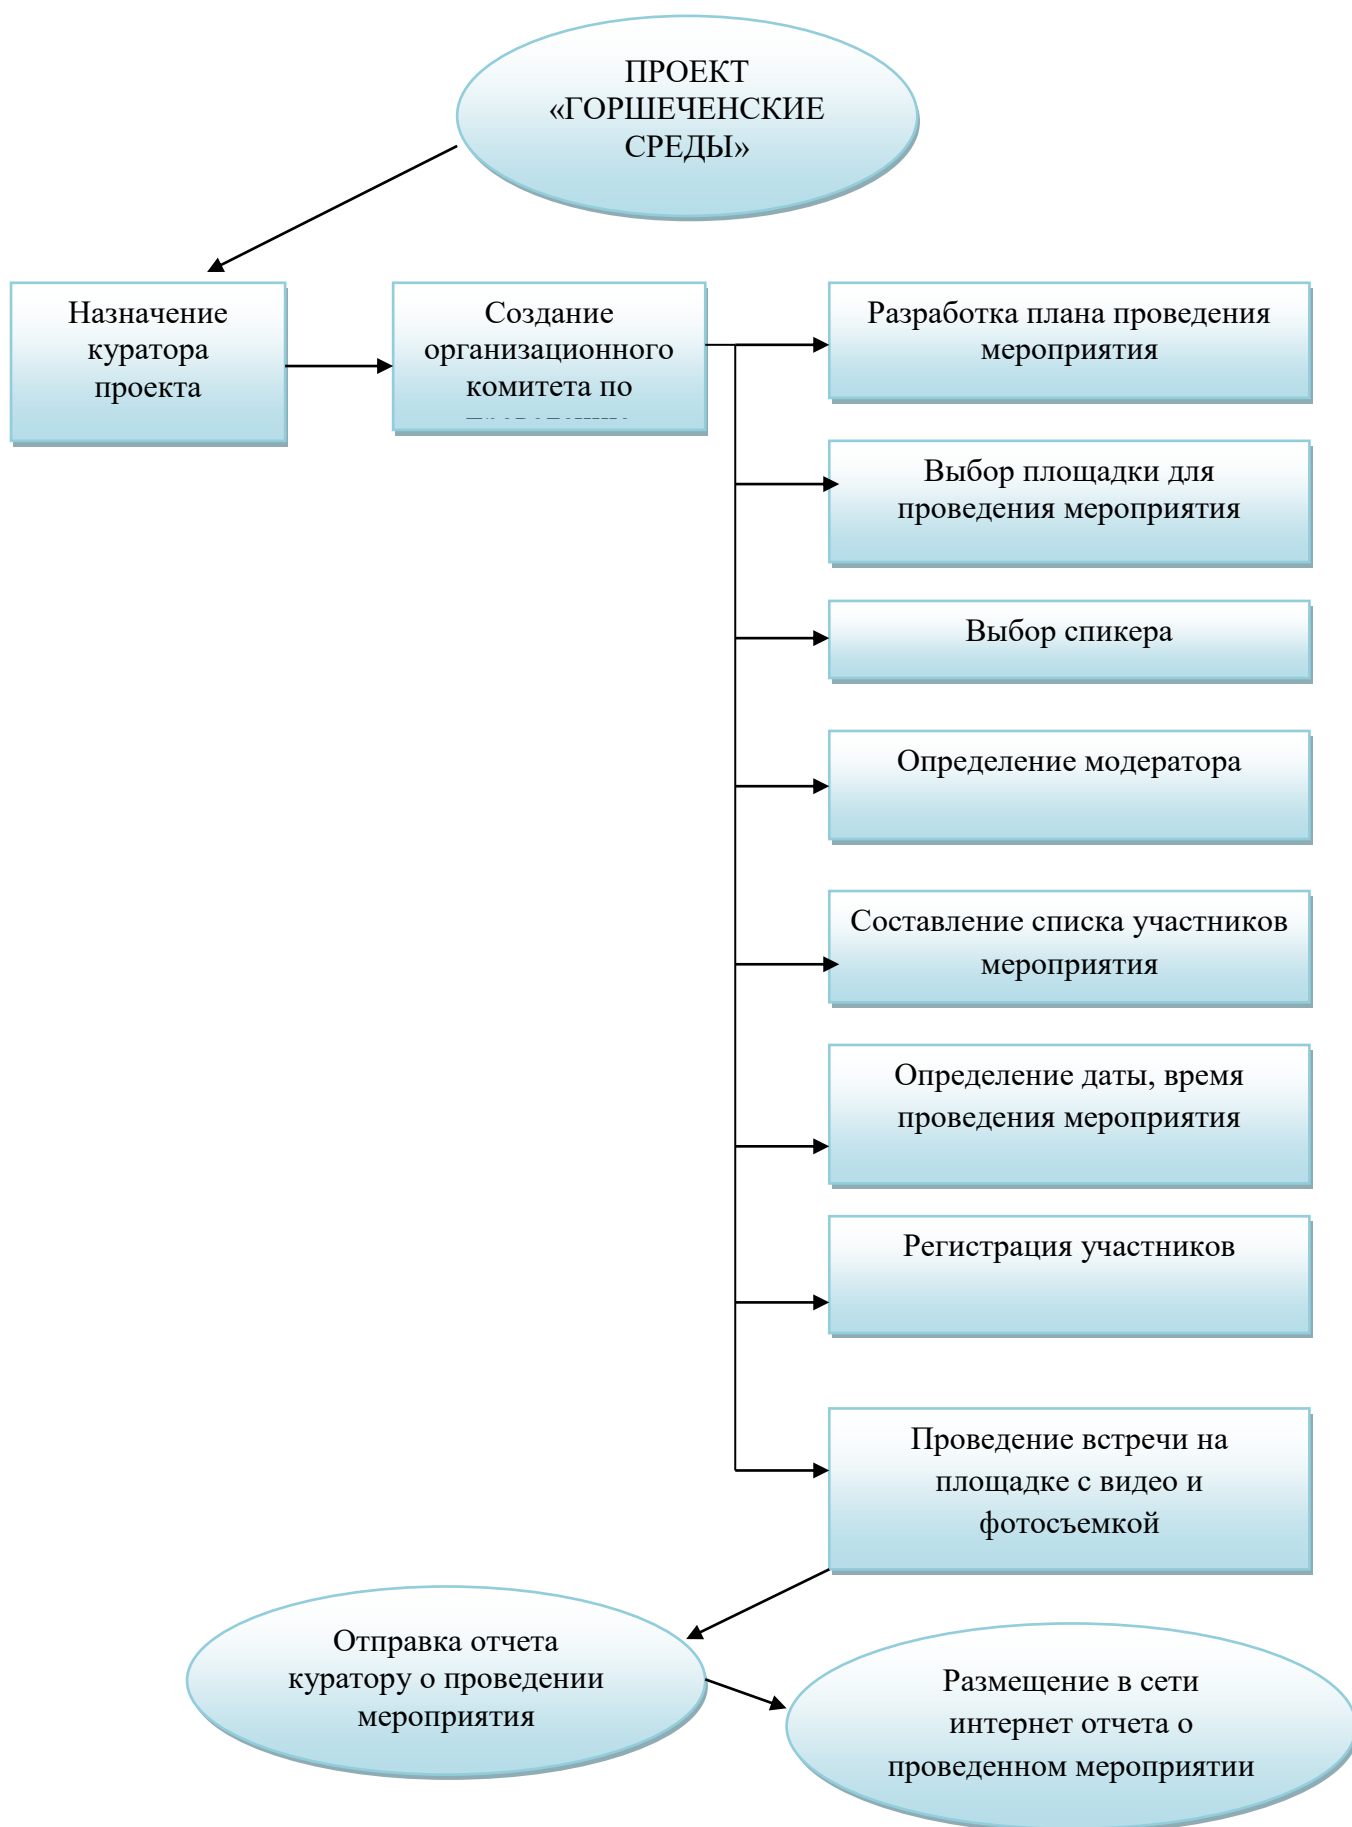 ПРОЕКТ
«ГОРШЕЧЕНСКИЕ
СРЕДЫ»
Назначение
куратора
проекта
Создание
организационного
комитета по
Разработка плана проведения
мероприятия
Выбор площадки для
проведения мероприятия
Выбор спикера
Определение модератора
Составление списка участников
мероприятия
Определение даты, время
проведения мероприятия
Регистрация участников
Проведение встречи на
площадке с видео и
фотосъемкой
Отправка отчета
куратору о проведении
мероприятия
Размещение в сети
интернет отчета о
проведенном мероприятии